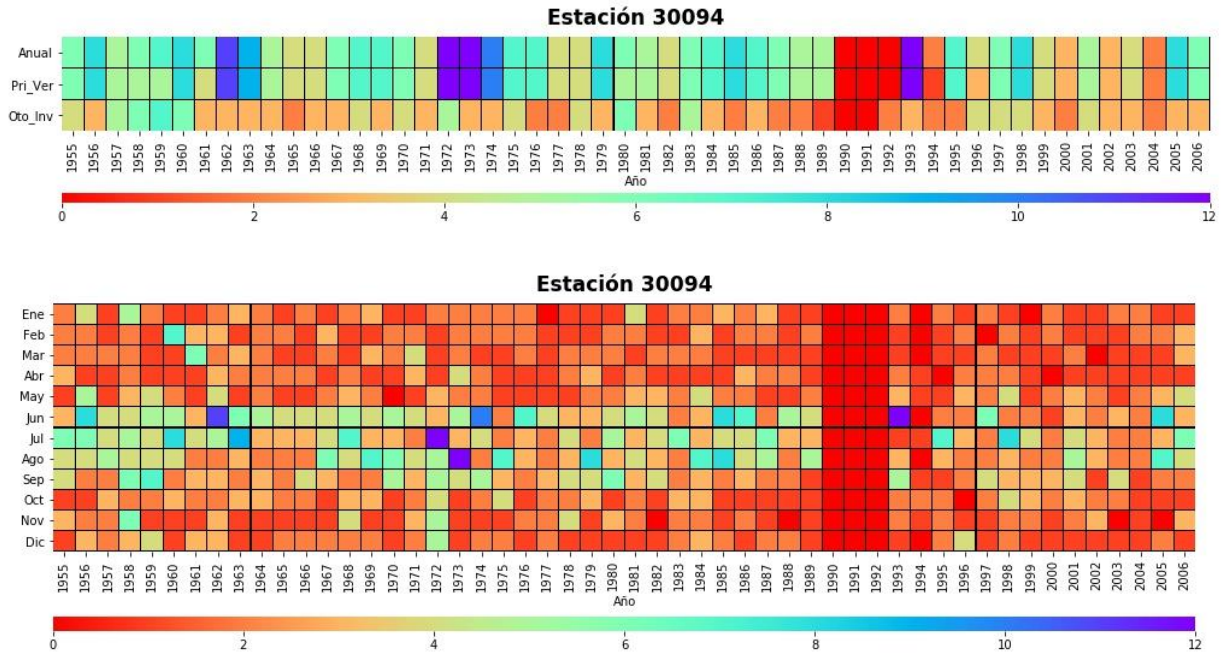 Estación 30094
Anual
Pri_Ver
Oto_Inv
1955 1956 1957 1958 1959 1960 1961 1962 1963 1964 1965 1966 1967 1968 1969 1970 1971 1972 1973 1974 1975 1976 1977 1978 1979 1980 1981 1982 1983 1984 1985 1986 1987 1988 1989 1990 1991 1992 1993 1994 1995 1996 1997 1998 1999 2000 2001 2002 2003 2004 2005 2006
Año
0 2 4 6 8 10 12
Estación 30094
Ene
Feb
Mar
Abr
May
Jun
Jul
Ago
Sep
Oct
Nov
Dic
1955 1956 1957 1958 1959 1960 1961 1962 1963 1964 1965 1966 1967 1968 1969 1970 1971 1972 1973 1974 1975 1976 1977 1978 1979 1980 1981 1982 1983 1984 1985 1986 1987 1988 1989 1990 1991 1992 1993 1994 1995 1996 1997 1998 1999 2000 2001 2002 2003 2004 2005 2006
Año
0 2 4 6 8 10 12